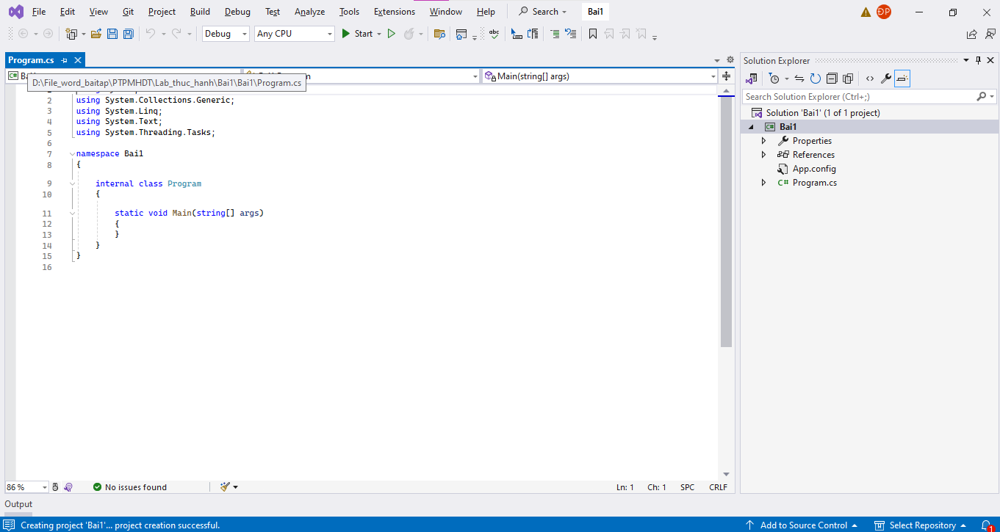 File Edit View Git Project Build Debug Test Analyze Tools Extensions Window Help Search Bai1 ĐP
Debug Any CPU Start abc
Program.cs
C# Main(string[] args)
D:\File_word_baitap\PTPMHDT\Lab_thuc_hanh\Bai1\Bai1\Program.cs
2 using System.Collections.Generic;
3 using System.Linq;
4 using System.Text;
5 using System.Threading.Tasks;
6
7 namespace Bai1
8 {
9 internal class Program
10 {
11 static void Main(string[] args)
12 {
13 }
14 }
15 }
16
86 % No issues found Ln: 1 Ch: 1 SPC CRLF
Solution Explorer
Search Solution Explorer (Ctrl+;)
Solution 'Bai1' (1 of 1 project)
C# Bai1
Properties
References
App.config
C# Program.cs
Output
Creating project 'Bai1'... project creation successful. Add to Source Control Select Repository 1